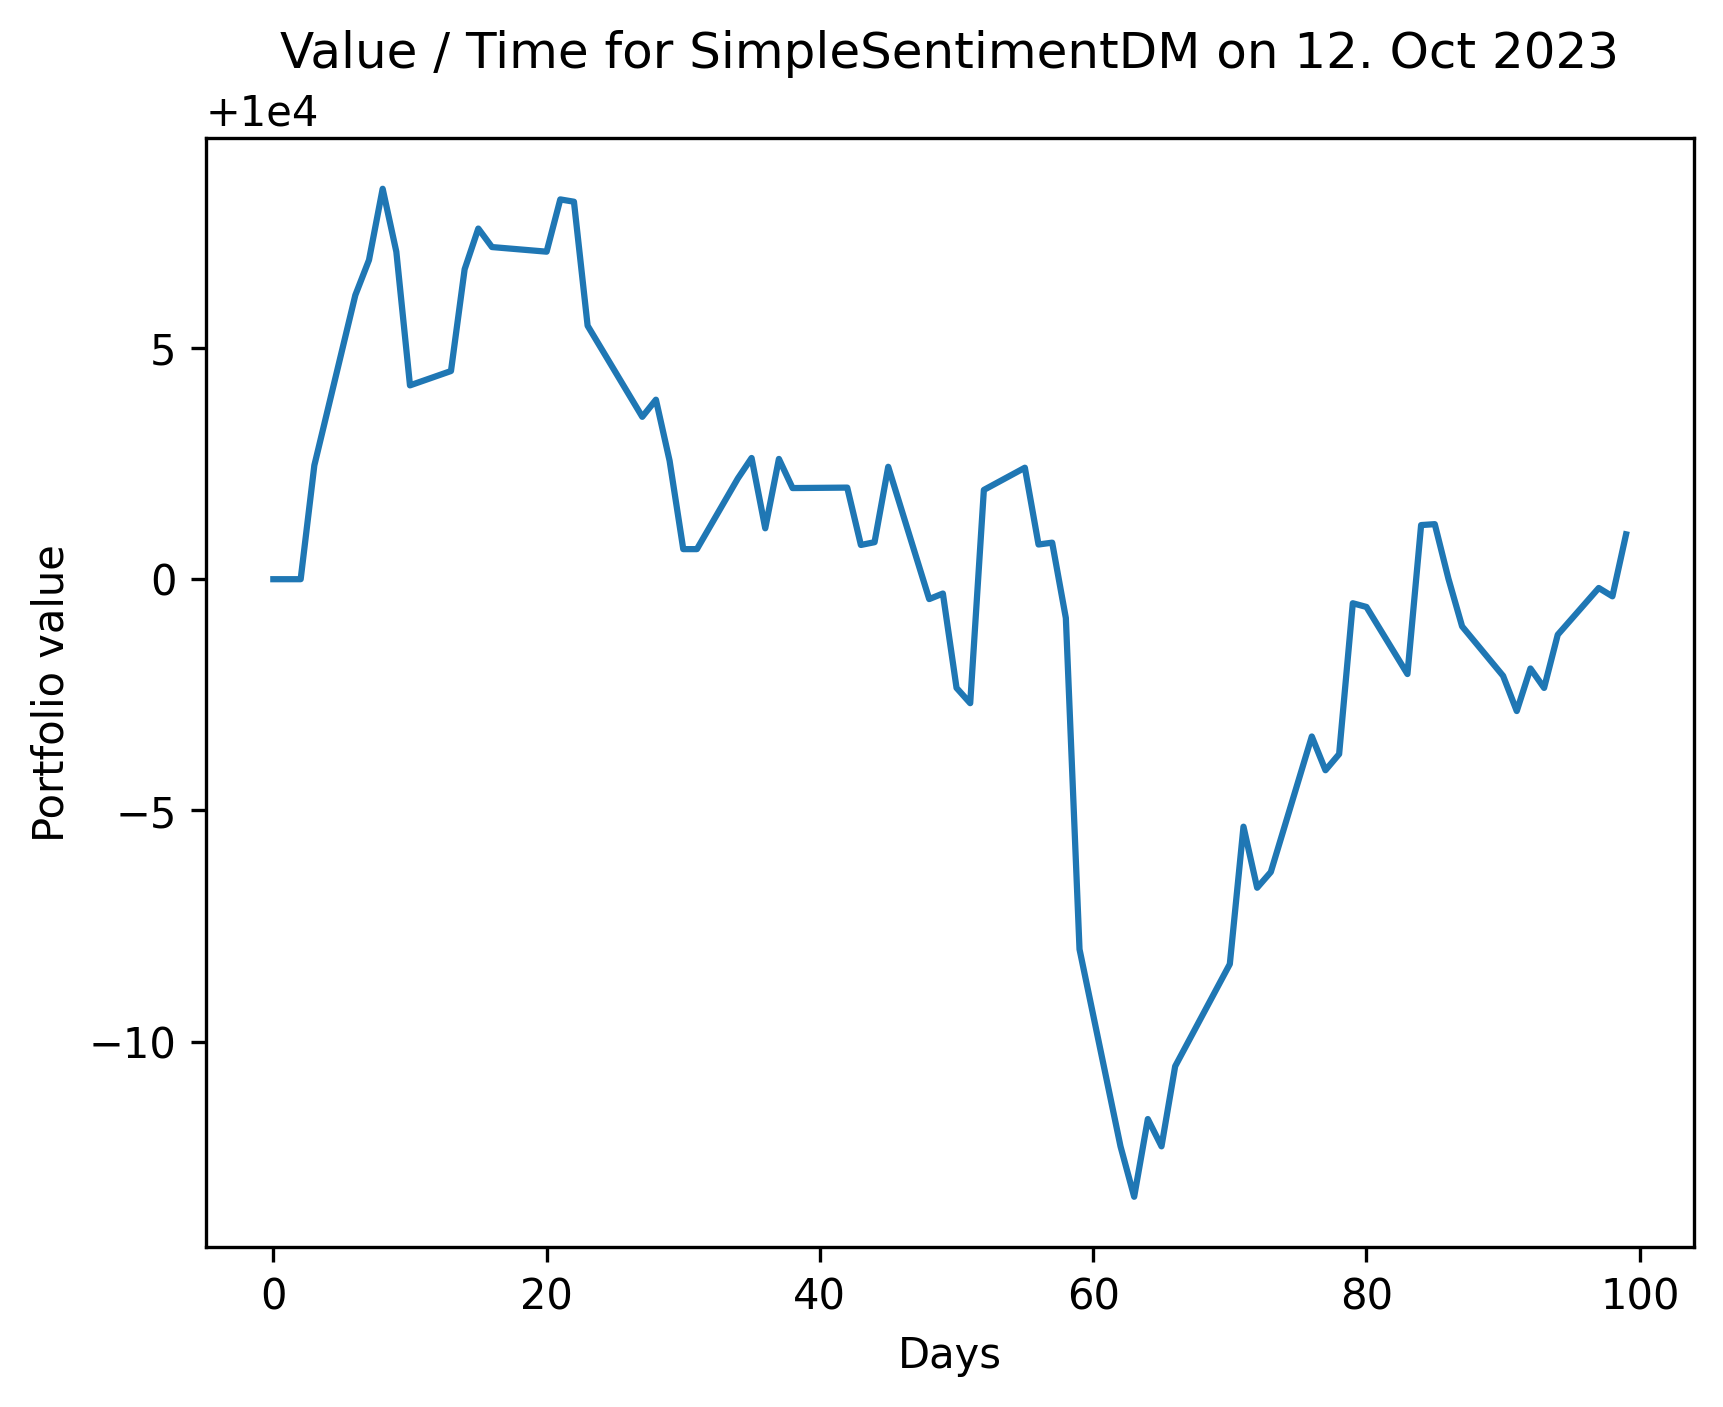 Value / Time for SimpleSentimentDM on 12. Oct 2023
+1e4
5
0
−5
−10
Portfolio value
0 20 40 60 80 100
Days